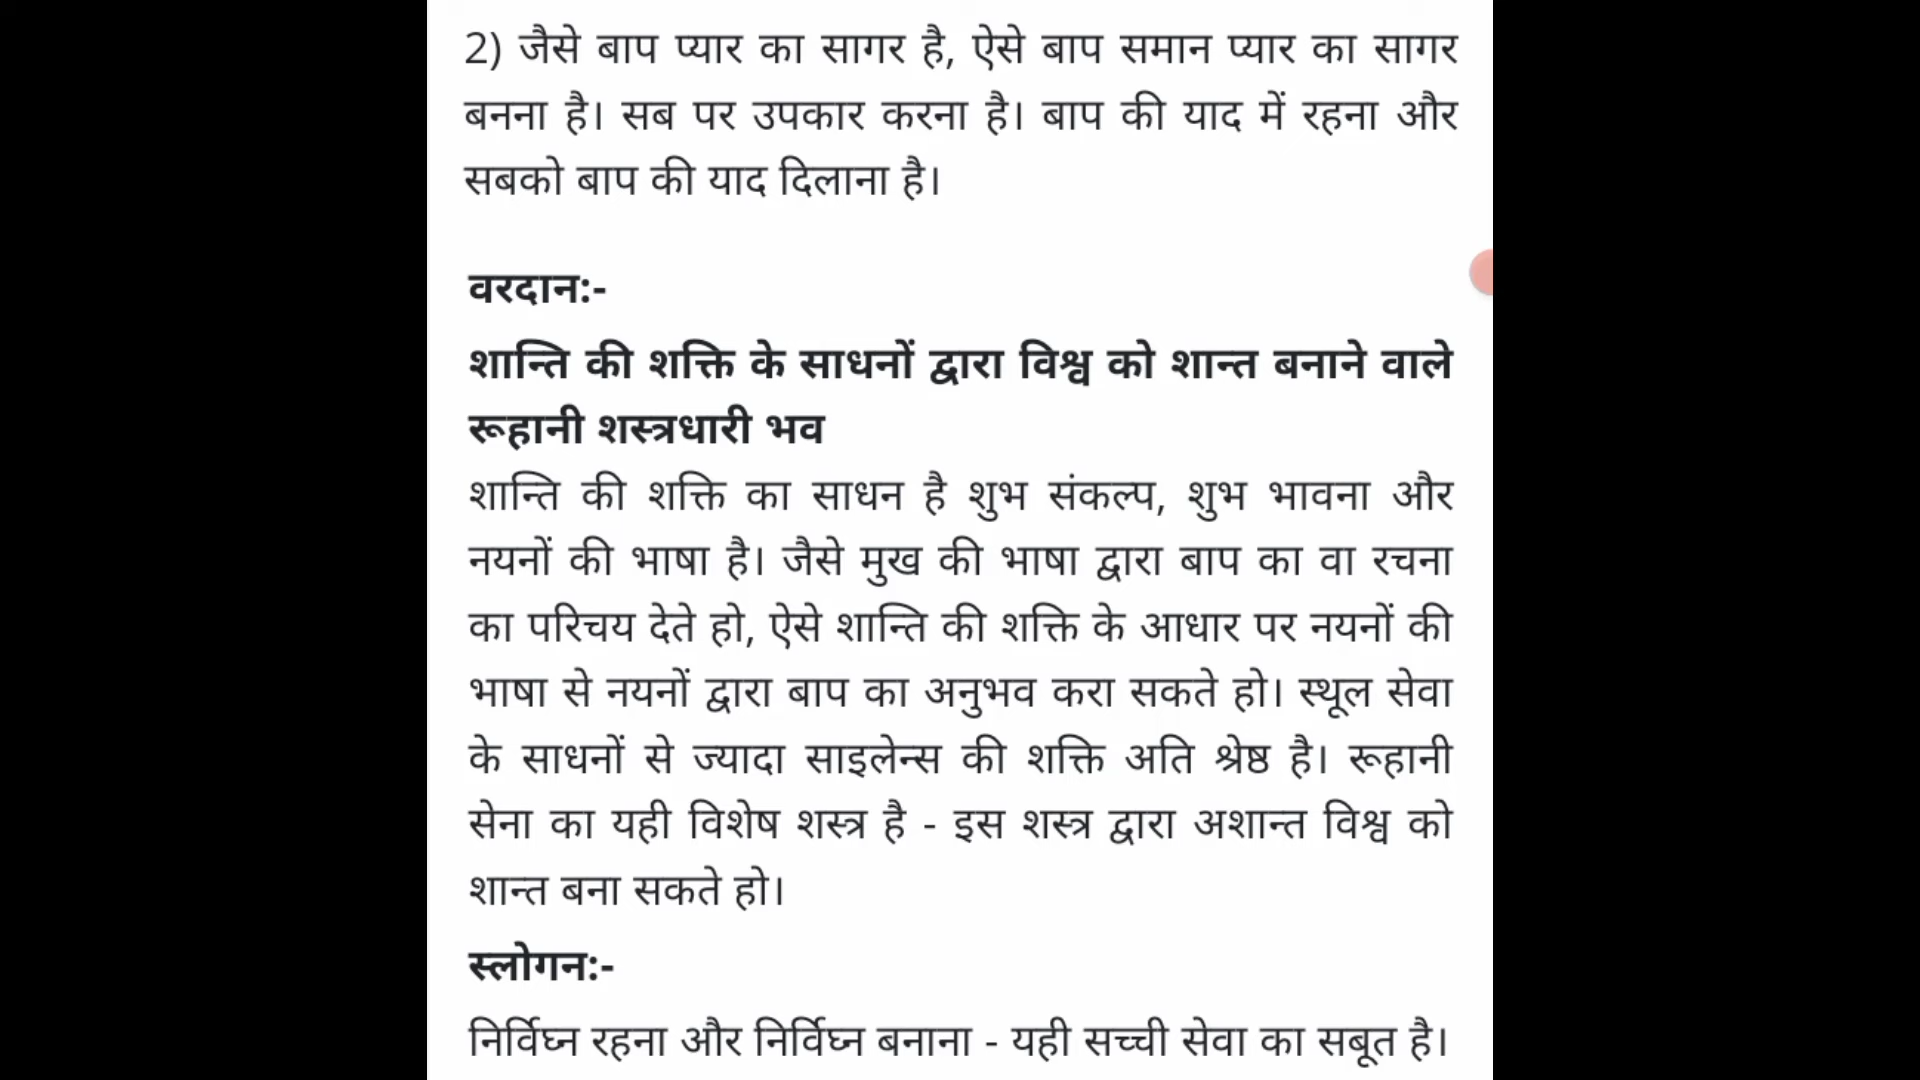 2) जैसे बाप प्यार का सागर है, ऐसे बाप समान प्यार का सागर
बनना है। सब पर उपकार करना है। बाप की याद में रहना और
सबको बाप की याद दिलाना है।
वरदान:-
शान्ति की शक्ति के साधनों द्वारा विश्व को शान्त बनाने वाले
रूहानी शस्त्रधारी भव
शान्ति की शक्ति का साधन है शुभ संकल्प, शुभ भावना और
नयनों की भाषा है। जैसे मुख की भाषा द्वारा बाप का वा रचना
का परिचय देते हो, ऐसे शान्ति की शक्ति के आधार पर नयनों की
भाषा से नयनों द्वारा बाप का अनुभव करा सकते हो। स्थूल सेवा
के साधनों से ज्यादा साइलेन्स की शक्ति अति श्रेष्ठ है। रूहानी
सेना का यही विशेष शस्त्र है - इस शस्त्र द्वारा अशान्त विश्व को
शान्त बना सकते हो।
स्लोगन:-
निर्विघ्न रहना और निर्विघ्न बनाना - यही सच्ची सेवा का सबूत है।